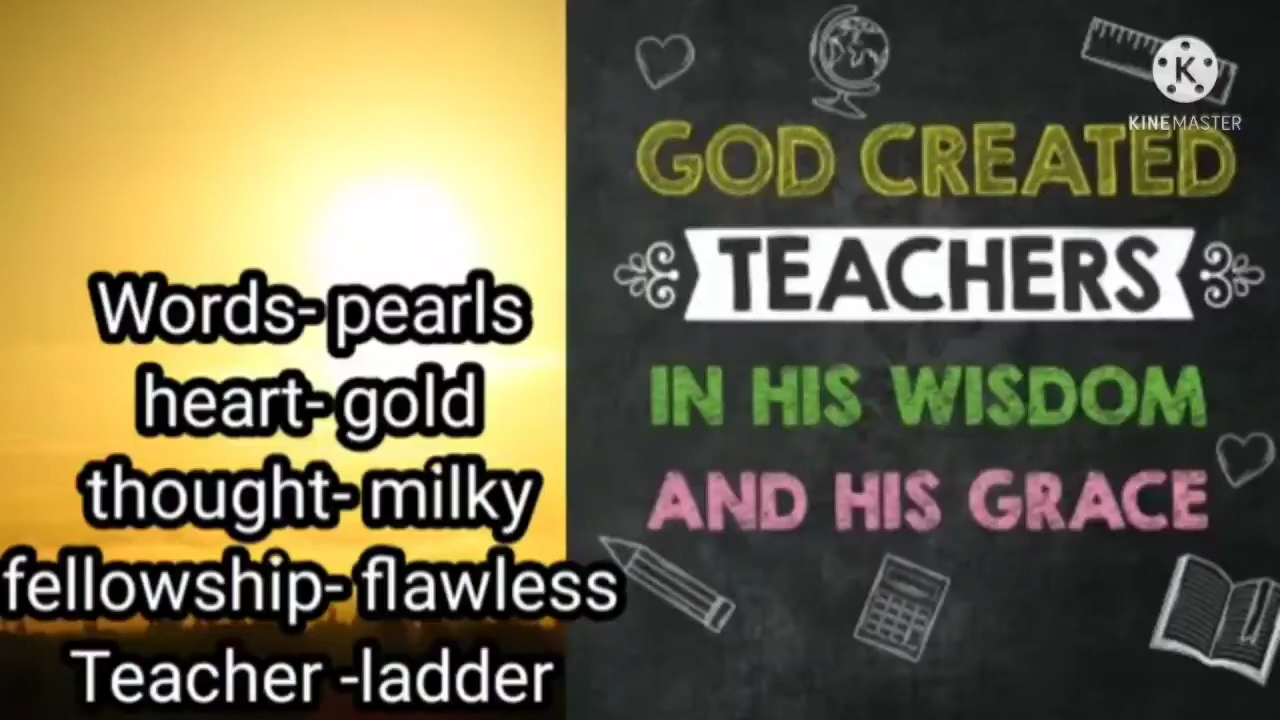 Words- pearls
heart- gold
thought- milky
fellowship- flawless
Teacher -ladder
GOD CREATED
TEACHERS
IN HIS WISDOM
AND HIS GRACE
K
KINEMASTER